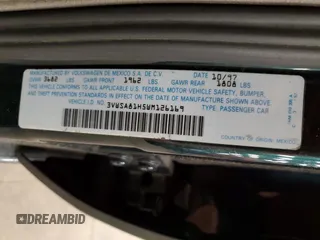 MANUFACTURED BY VOLKSWAGEN DE MEXICO S.A. DE C.V. 10/97
GVWR 3682 LBS GAWR FRONT 1962 LBS GAWR REAR 1808 LBS
THIS VEHICLE CONFORMS TO ALL APPLICABLE U.S. FEDERAL MOTOR VEHICLE SAFETY, BUMPER
AND THEFT PREVENTION STANDARDS IN EFFECT ON THE DATE OF MANUFACTURE SHOWN ABOVE.
V.I.N.: 3VWSA81H5WM126169 TYPE: PASSENGER CAR
COUNTRY OF ORIGIN: MEXICO
DREAMBID